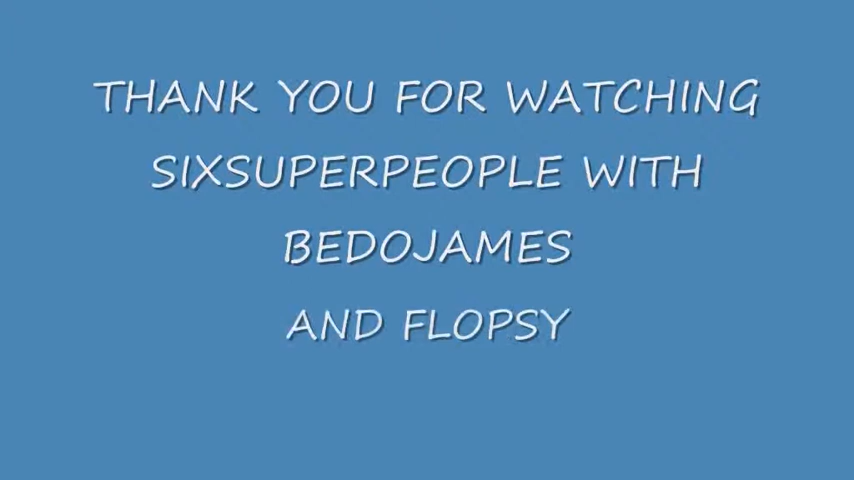 THANK YOU FOR WATCHING
SIXSUPERPEOPLE WITH
BEDOJAMES
AND FLOPSY